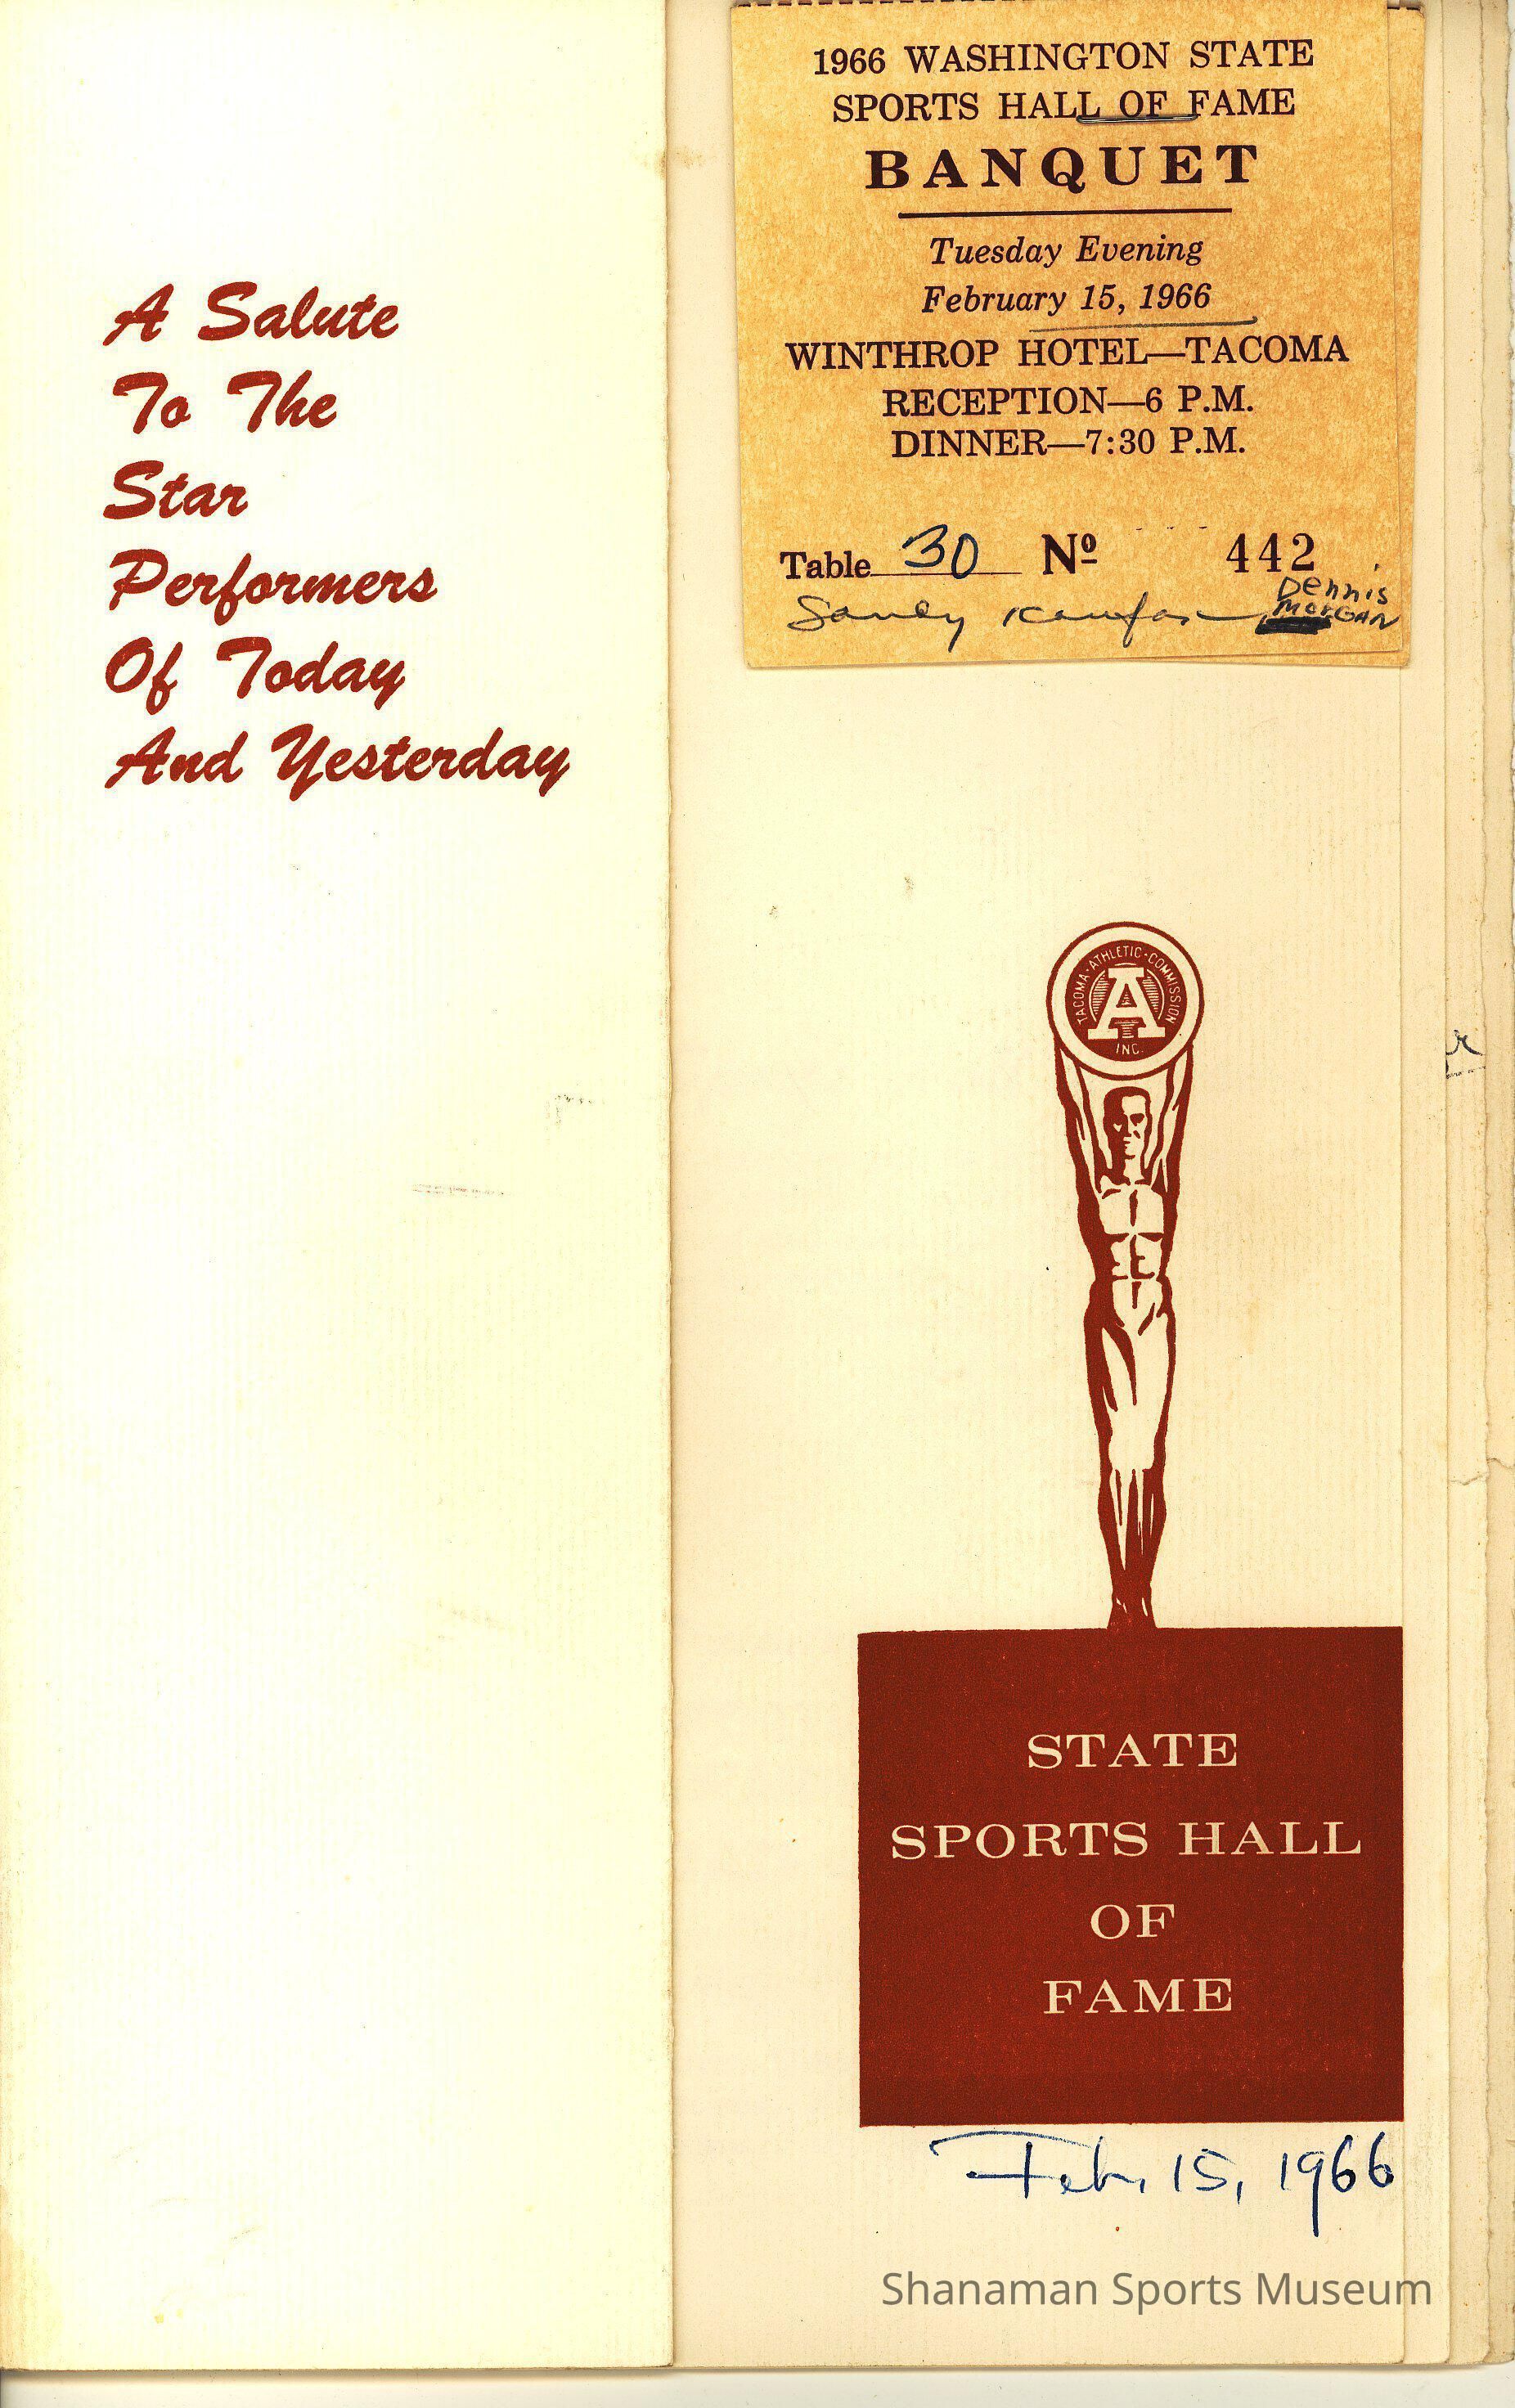 A Salute
To The
Star
Performers
Of Today
And Yesterday
1966 WASHINGTON STATE
SPORTS HALL OF FAME
BANQUET
Tuesday Evening
February 15, 1966
WINTHROP HOTEL—TACOMA
RECEPTION—6 P.M.
DINNER—7:30 P.M.
Table 30 Nº 442
Dennis
Sandy MORGAN
TACOMA·ATHLETIC·COMMISSION
A
INC.
STATE
SPORTS HALL
OF
FAME
Feb. 15, 1966
Shanaman Sports Museum